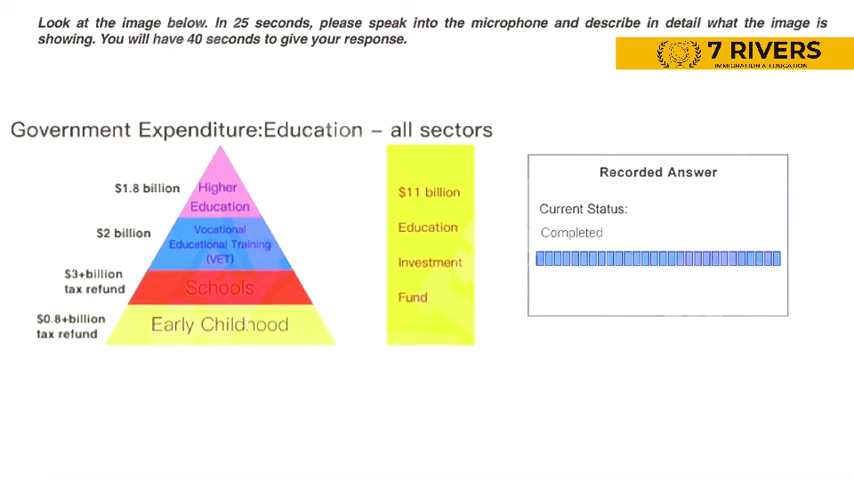 Look at the image below. In 25 seconds, please speak into the microphone and describe in detail what the image is
showing. You will have 40 seconds to give your response.
7 RIVERS
IMMIGRATION & EDUCATION
Government Expenditure:Education – all sectors
$1.8 billion
Higher
Education
$2 billion
Vocational
Educational Training
(VET)
$3+billion
tax refund
Schools
$0.8+billion
tax refund
Early Childhood
$11 billion
Education
Investment
Fund
Recorded Answer
Current Status:
Completed